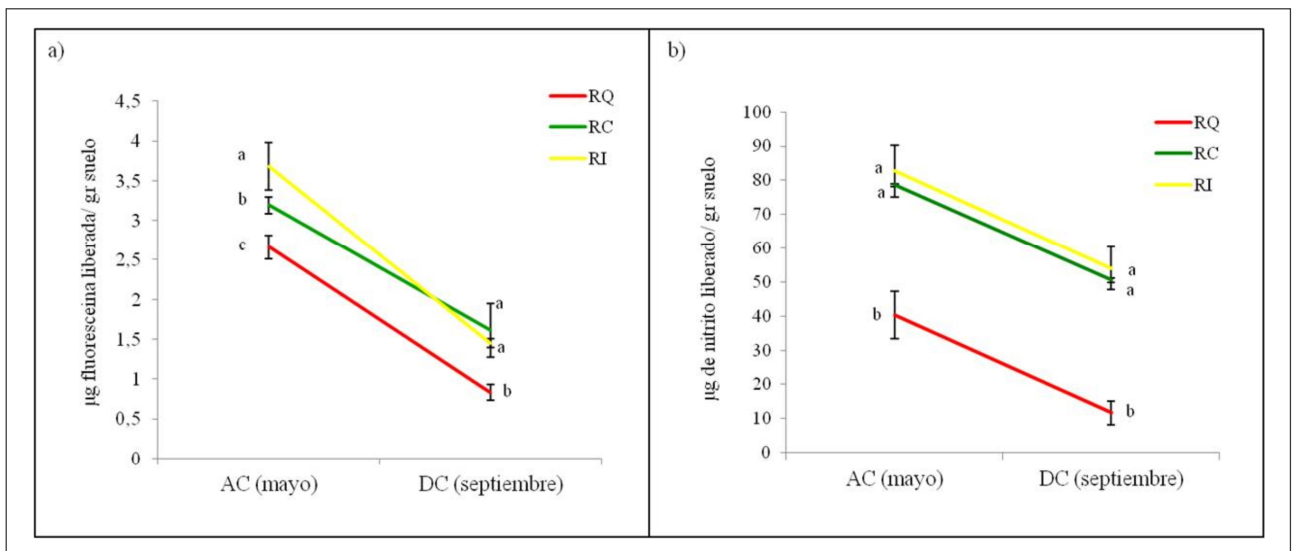 a)
µg fluoresceina liberada/ gr suelo
4,5
4
3,5
3
2,5
2
1,5
1
0,5
0
RQ
RC
RI
a
b
c
a
a
b
AC (mayo)
DC (septiembre)
b)
µg de nitrito liberado/ gr suelo
100
90
80
70
60
50
40
30
20
10
0
RQ
RC
RI
a
a
b
a
a
b
AC (mayo)
DC (septiembre)